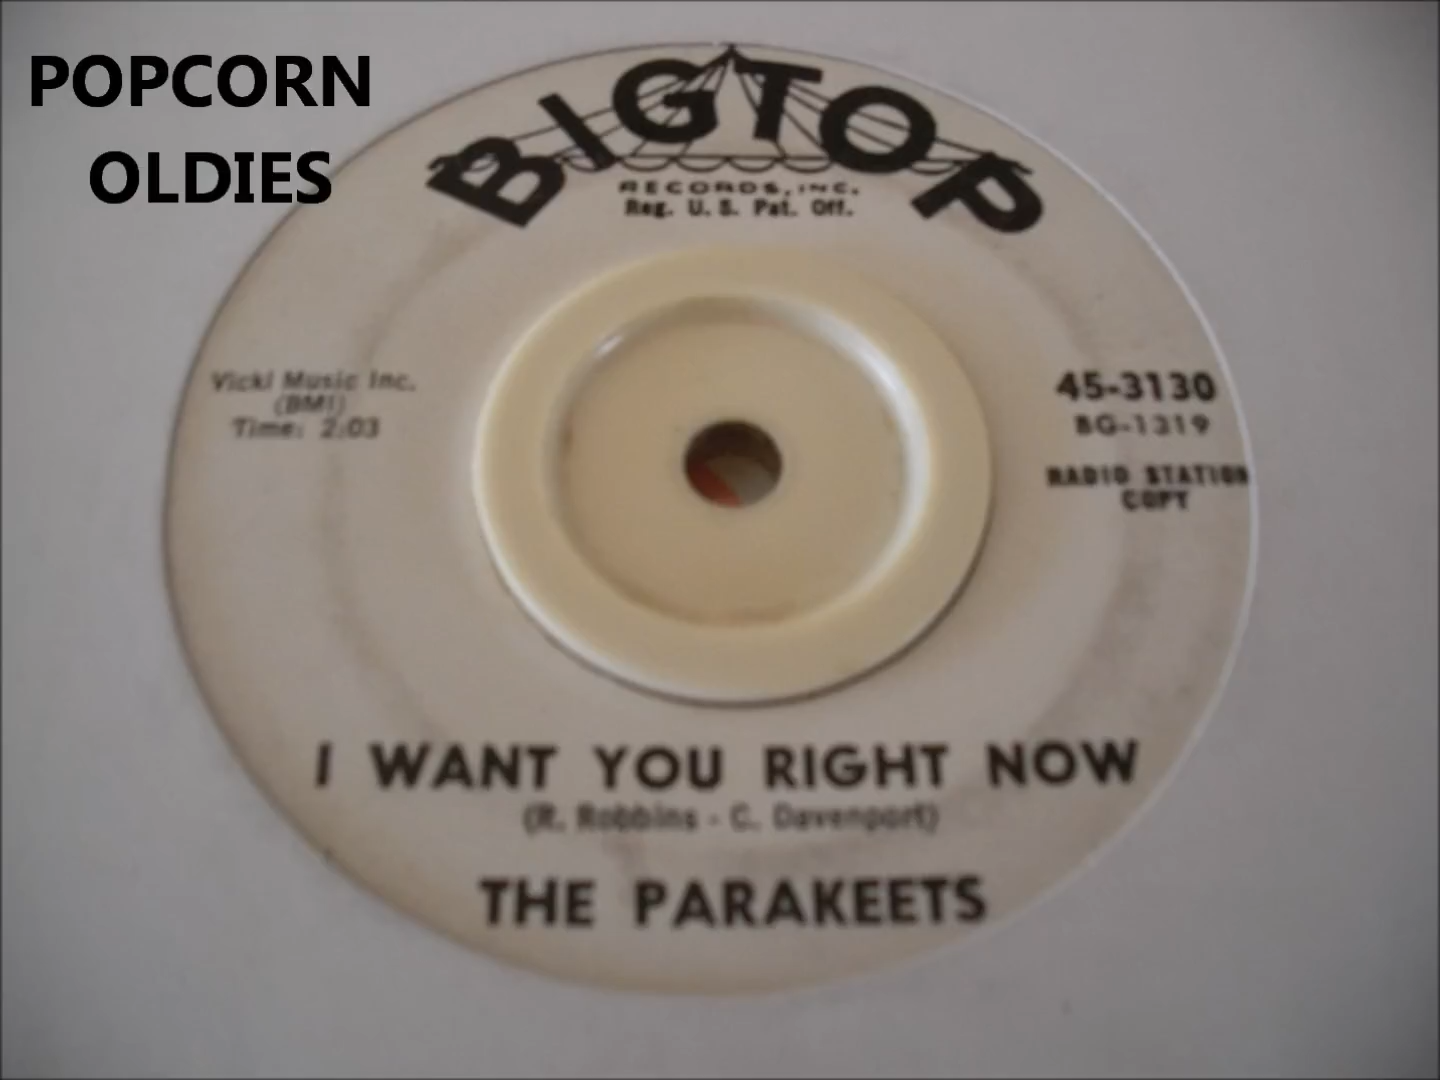 POPCORN
OLDIES
BIGTOP
RECORDS, INC.
Reg. U. S. Pat. Off.
Vicki Music Inc.
(BMI)
Time: 2:03
45-3130
BG-1319
RADIO STATION
COPY
I WANT YOU RIGHT NOW
(R. Robbins - C. Davenport)
THE PARAKEETS